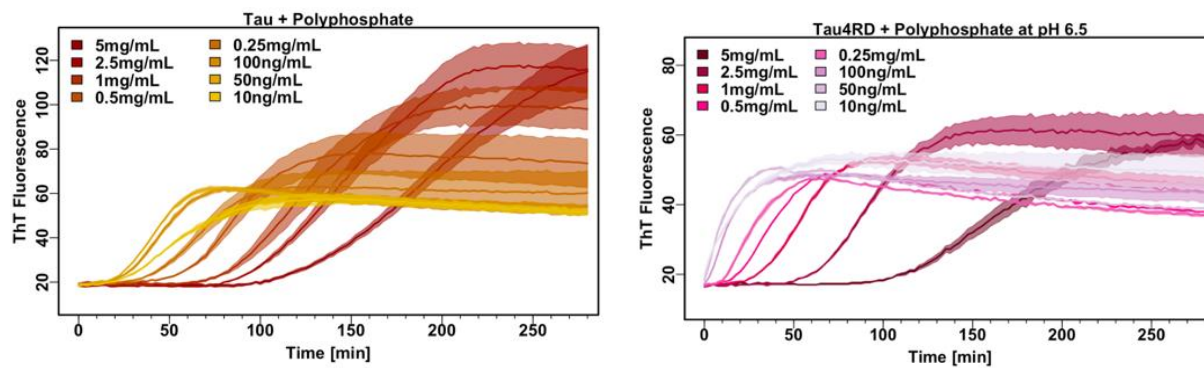 Tau + Polyphosphate
5mg/mL 0.25mg/mL
2.5mg/mL 100ng/mL
1mg/mL 50ng/mL
0.5mg/mL 10ng/mL
120
100
80
60
40
20
ThT Fluorescence
0 50 100 150 200 250
Time [min]
Tau4RD + Polyphosphate at pH 6.5
5mg/mL 0.25mg/mL
2.5mg/mL 100ng/mL
1mg/mL 50ng/mL
0.5mg/mL 10ng/mL
80
60
40
20
ThT Fluorescence
0 50 100 150 200 250
Time [min]